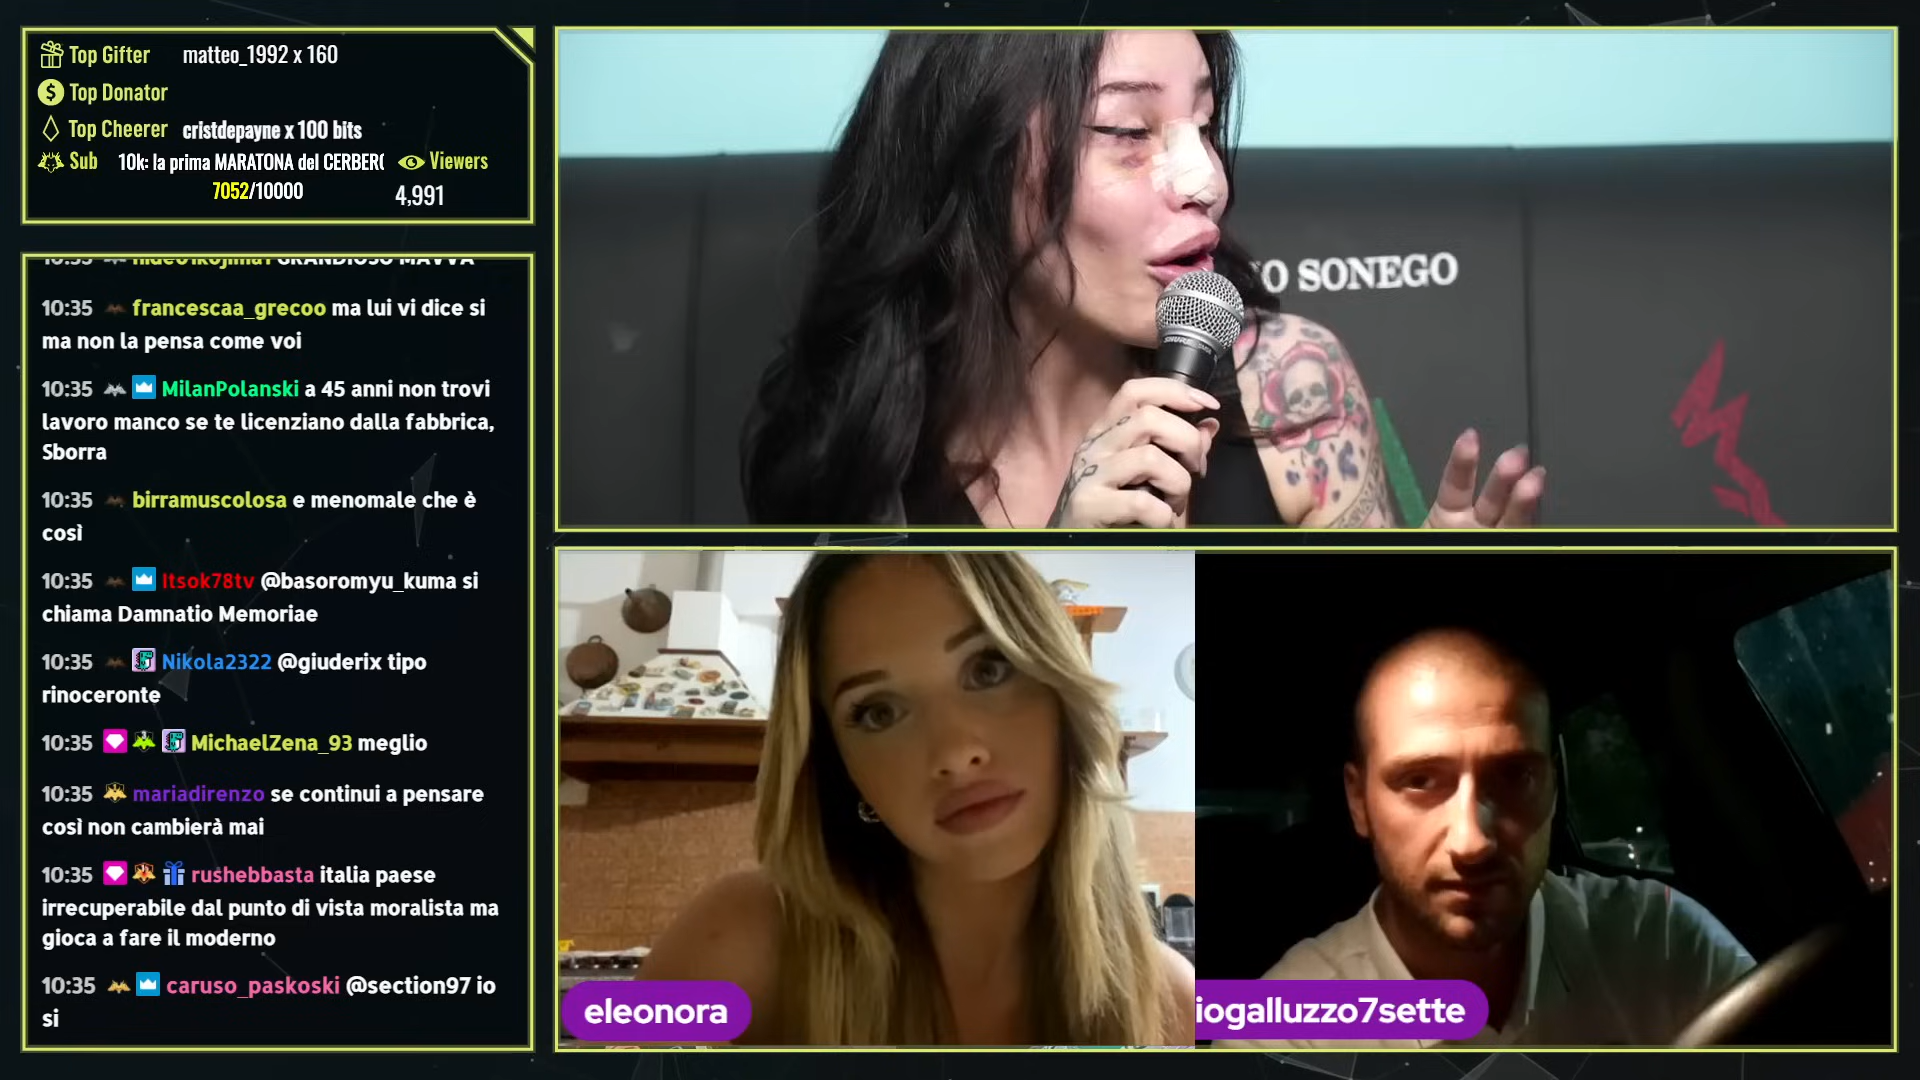 Top Gifter matteo_1992 x 160
Top Donator
Top Cheerer cristdepayne x 100 bits
Sub 10k: la prima MARATONA del CERBER
7052/10000
Viewers
4,991
10:35 francescaa_grecoo ma lui vi dice si
ma non la pensa come voi
10:35 MilanPolanski a 45 anni non trovi
lavoro manco se te licenziano dalla fabbrica,
Sborra
10:35 birramuscolosa e menomale che è
così
10:35 Itsok78tv @basoromyu_kuma si
chiama Damnatio Memoriae
10:35 Nikola2322 @giuderix tipo
rinoceronte
10:35 MichaelZena_93 meglio
10:35 mariadirenzo se continui a pensare
così non cambierà mai
10:35 rushebbasta italia paese
irrecuperabile dal punto di vista moralista ma
gioca a fare il moderno
10:35 caruso_paskoski @section97 io
si
O SONEGO
eleonora
iogalluzzo7sette